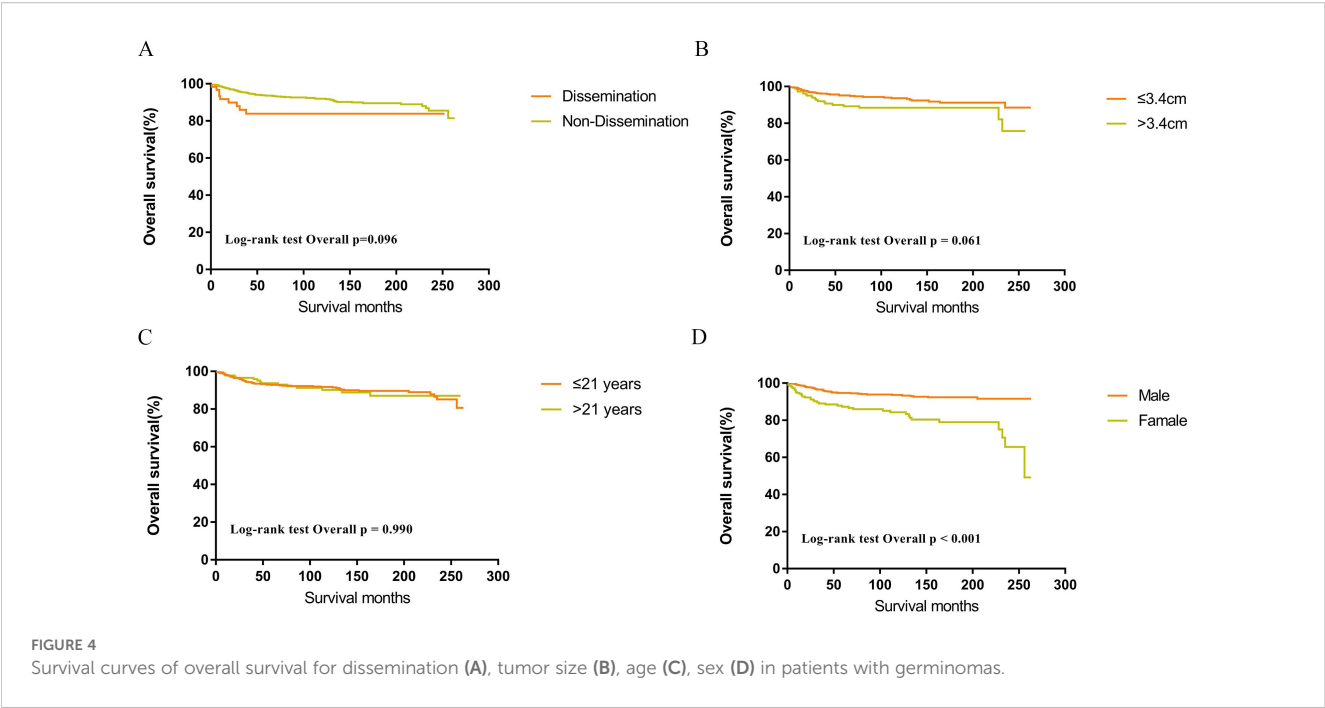 A
100
80
60
40
20
0
Overall survival(%)
Dissemination
Non-Dissemination
Log-rank test Overall p=0.096
0 50 100 150 200 250 300
Survival months
B
100
80
60
40
20
0
Overall survival(%)
≤3.4cm
>3.4cm
Log-rank test Overall p = 0.061
0 50 100 150 200 250 300
Survival months
C
100
80
60
40
20
0
Overall survival(%)
≤21 years
>21 years
Log-rank test Overall p = 0.990
0 50 100 150 200 250 300
Survival months
D
100
80
60
40
20
0
Overall survival(%)
Male
Famale
Log-rank test Overall p < 0.001
0 50 100 150 200 250 300
Survival months
FIGURE 4
Survival curves of overall survival for dissemination (A), tumor size (B), age (C), sex (D) in patients with germinomas.